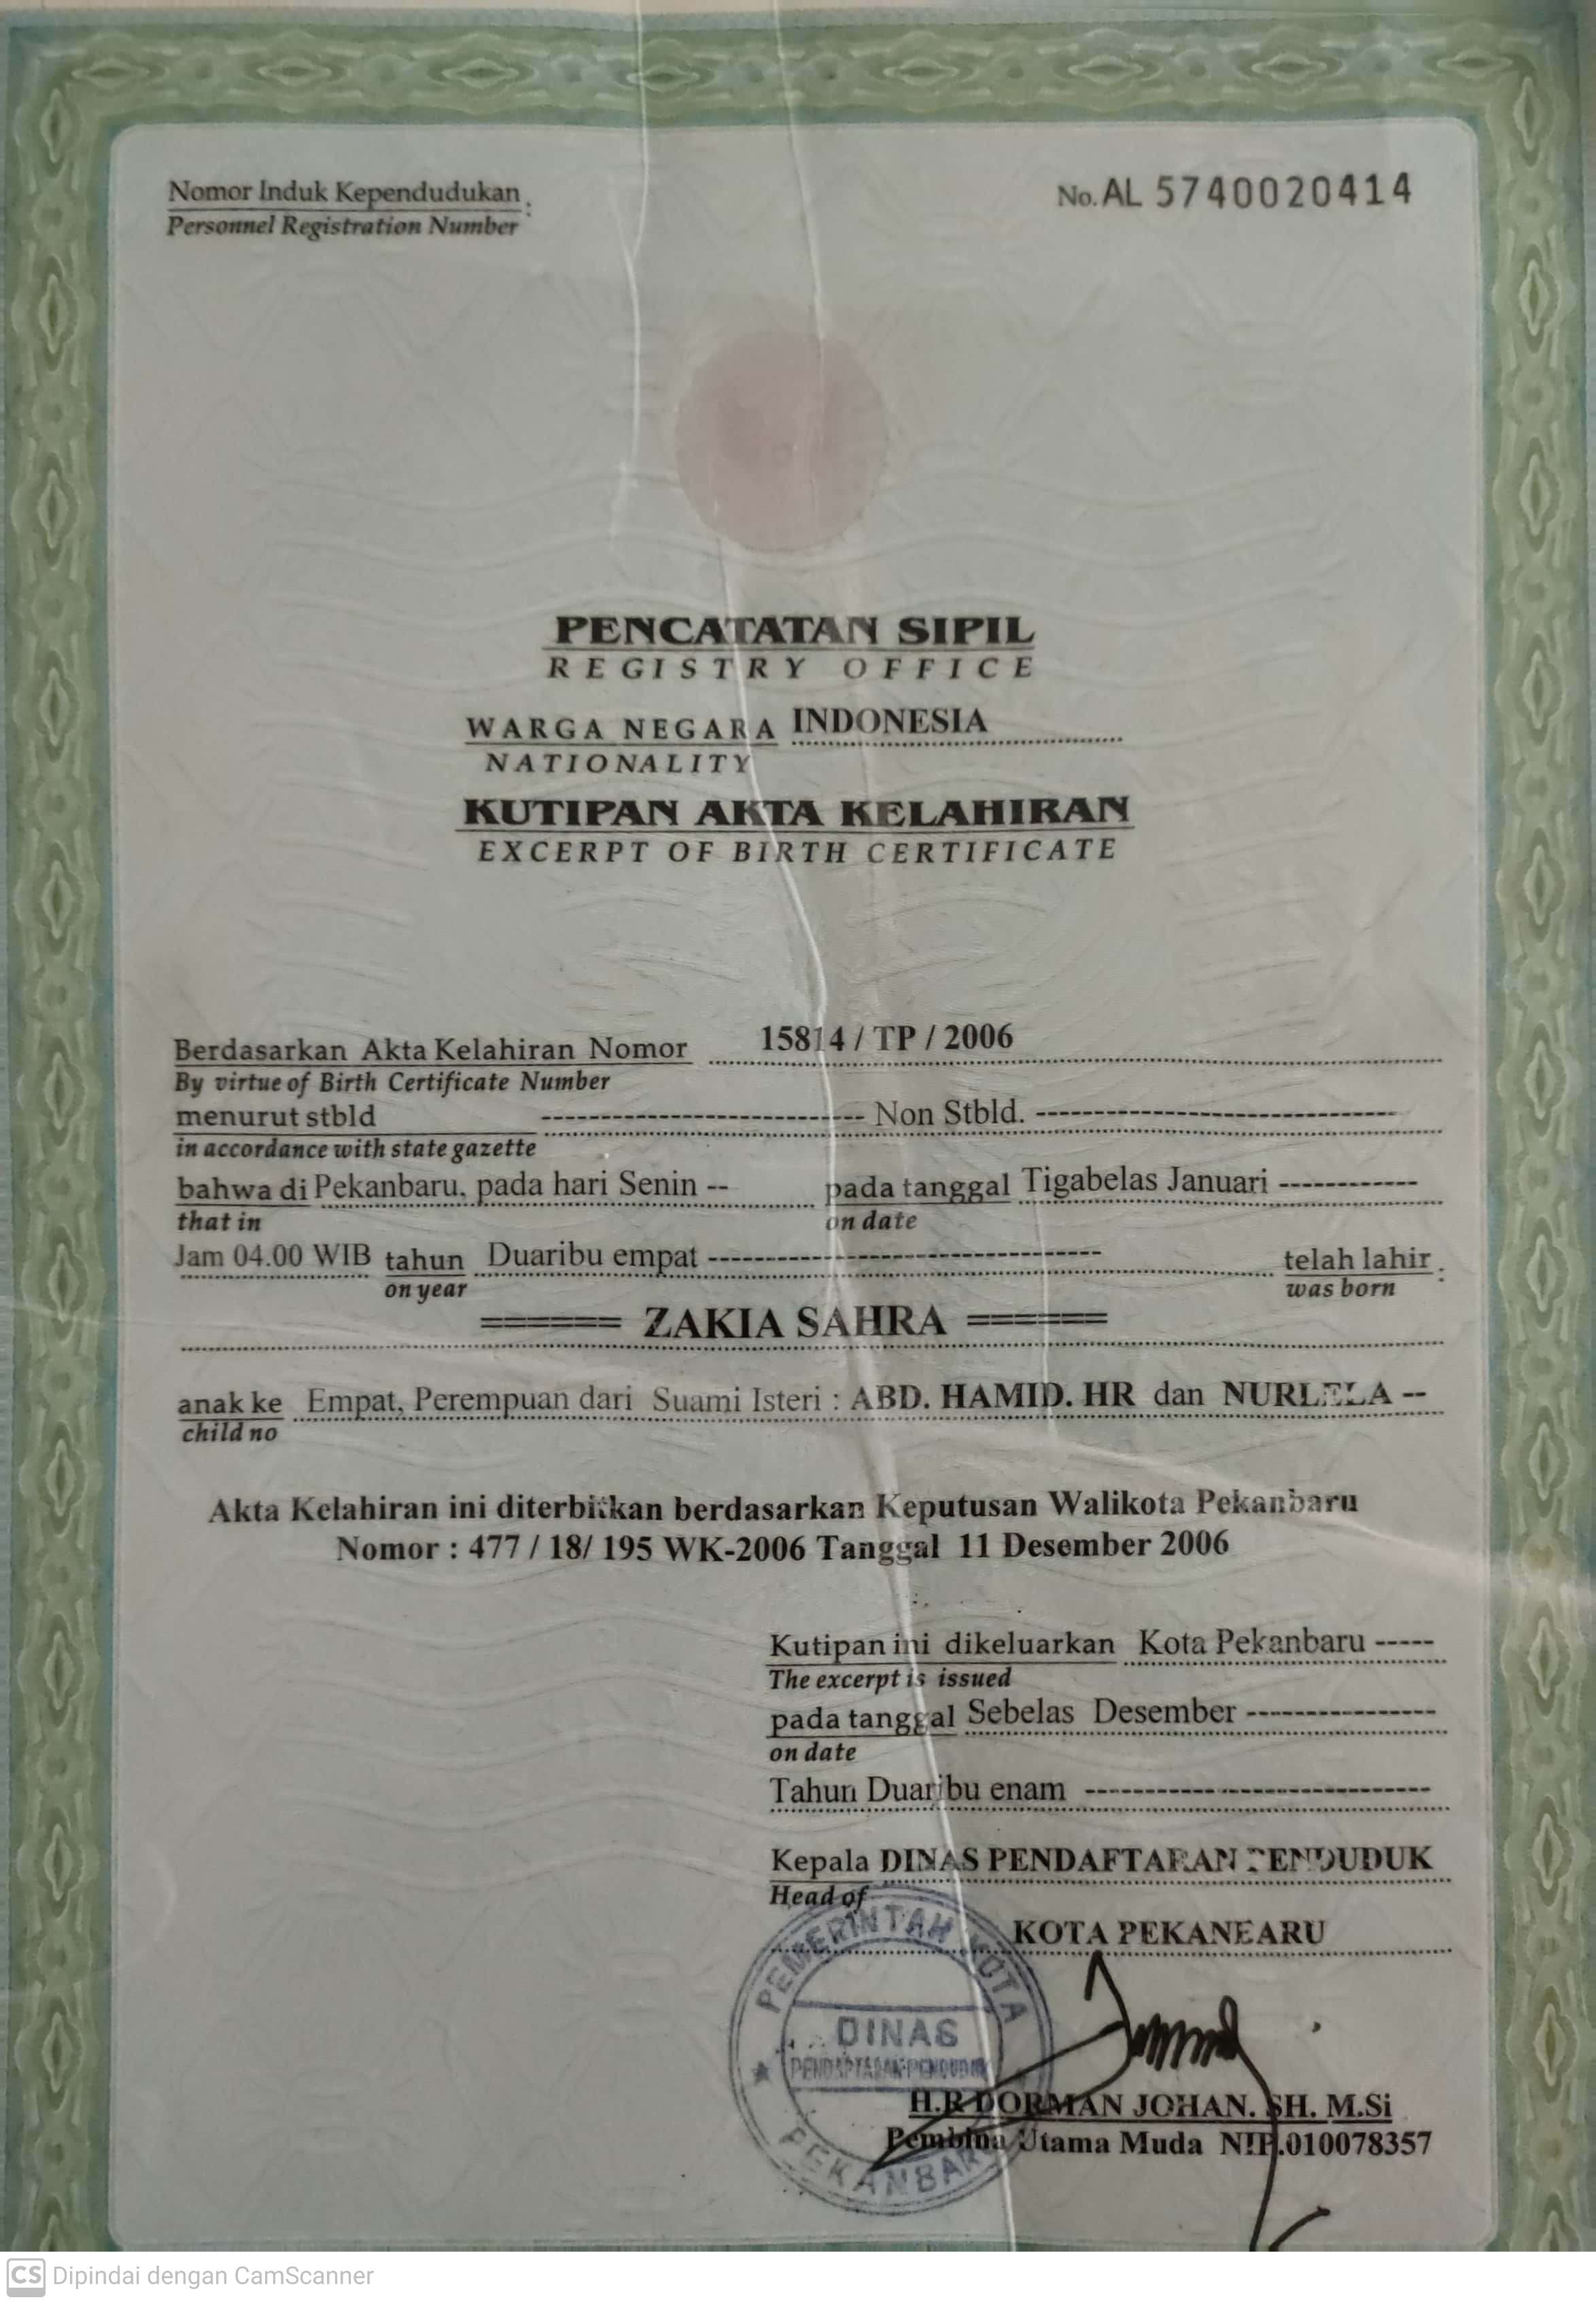 Nomor Induk Kependudukan :
Personnel Registration Number
No. AL 5740020414
PENCATATAN SIPIL
REGISTRY OFFICE
WARGA NEGARA INDONESIA
NATIONALITY
KUTIPAN AKTA KELAHIRAN
EXCERPT OF BIRTH CERTIFICATE
Berdasarkan Akta Kelahiran Nomor 15814 / TP / 2006
By virtue of Birth Certificate Number
menurut stbld ---------------------------- Non Stbld. --------------------------------
in accordance with state gazette
bahwa di Pekanbaru, pada hari Senin -- pada tanggal Tigabelas Januari ------------
that in on date
Jam 04.00 WIB tahun Duaribu empat ---------------------------------- telah lahir :
on year was born
====== ZAKIA SAHRA ======
anak ke Empat, Perempuan dari Suami Isteri : ABD. HAMID. HR dan NURLELA --
child no
Akta Kelahiran ini diterbitkan berdasarkan Keputusan Walikota Pekanbaru
Nomor : 477 / 18/ 195 WK-2006 Tanggal 11 Desember 2006
Kutipan ini dikeluarkan Kota Pekanbaru -----
The excerpt is issued
pada tanggal Sebelas Desember ----------------
on date
Tahun Duaribu enam ------------------------------
Kepala DINAS PENDAFTARAN PENDUDUK
Head of
KOTA PEKANBARU
PEMERINTAH KOTA
DINAS
PENDAFTARAN PENDUDUK
PEKANBARU
H.R DORMAN JOHAN. SH. M.Si
Pembina Utama Muda NIP.010078357
CS Dipindai dengan CamScanner